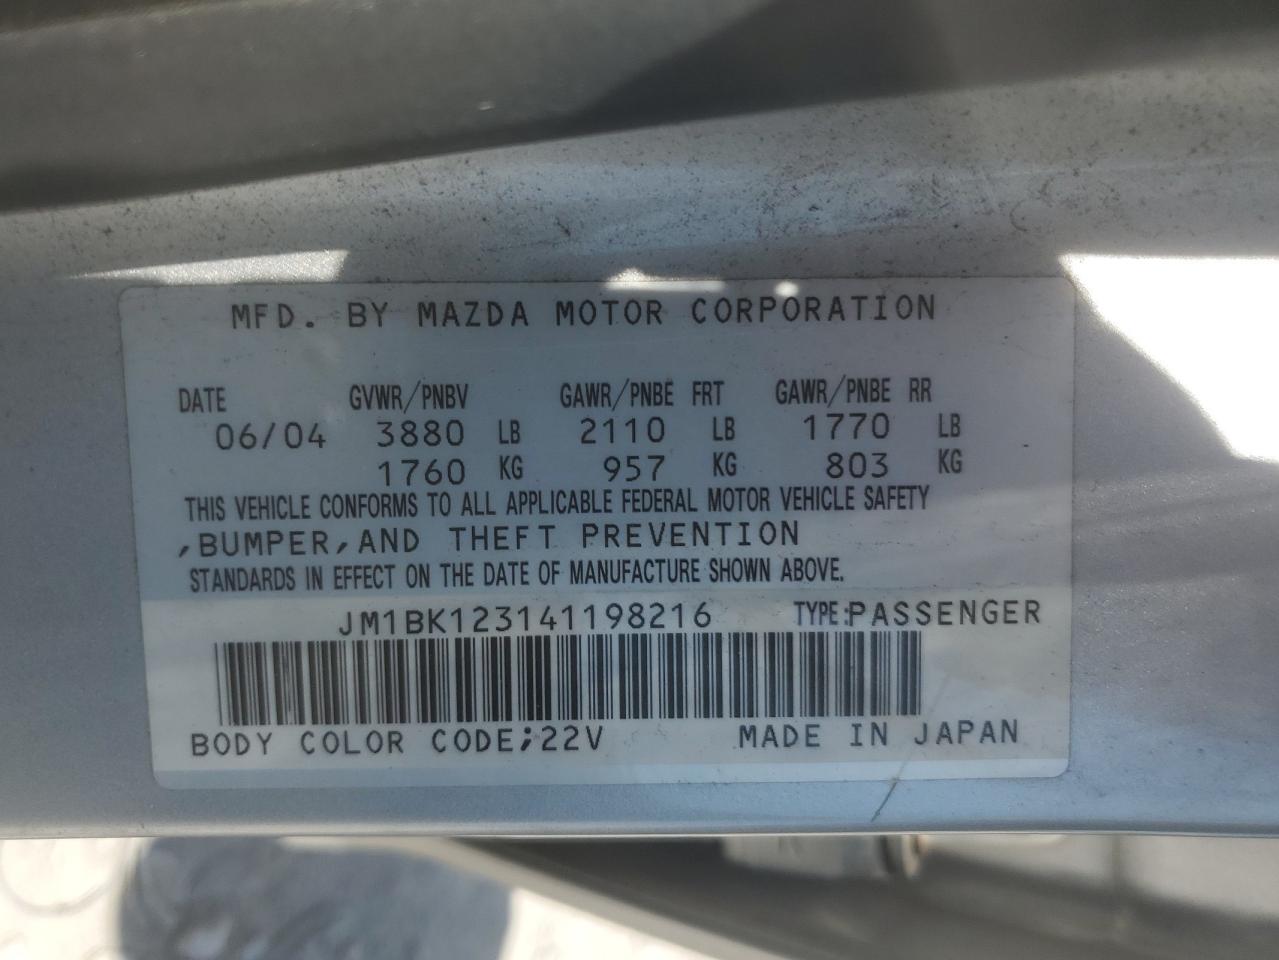 MFD. BY MAZDA MOTOR CORPORATION
DATE GVWR/PNBV GAWR/PNBE FRT GAWR/PNBE RR
06/04 3880 LB 2110 LB 1770 LB
1760 KG 957 KG 803 KG
THIS VEHICLE CONFORMS TO ALL APPLICABLE FEDERAL MOTOR VEHICLE SAFETY
,BUMPER,AND THEFT PREVENTION
STANDARDS IN EFFECT ON THE DATE OF MANUFACTURE SHOWN ABOVE.
JM1BK123141198216 TYPE:PASSENGER
BODY COLOR CODE;22V MADE IN JAPAN